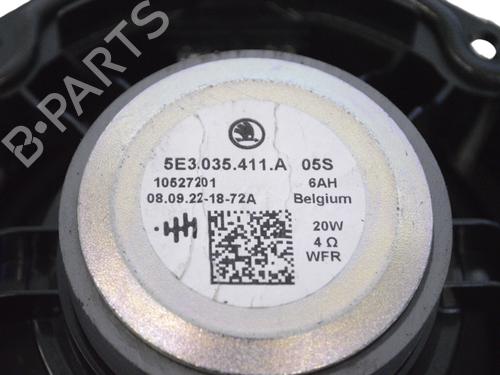 B-PARTS
5E3.035.411.A 05S
10527201 6AH
08.09.22-18-72A Belgium
20W
4 Ω
WFR